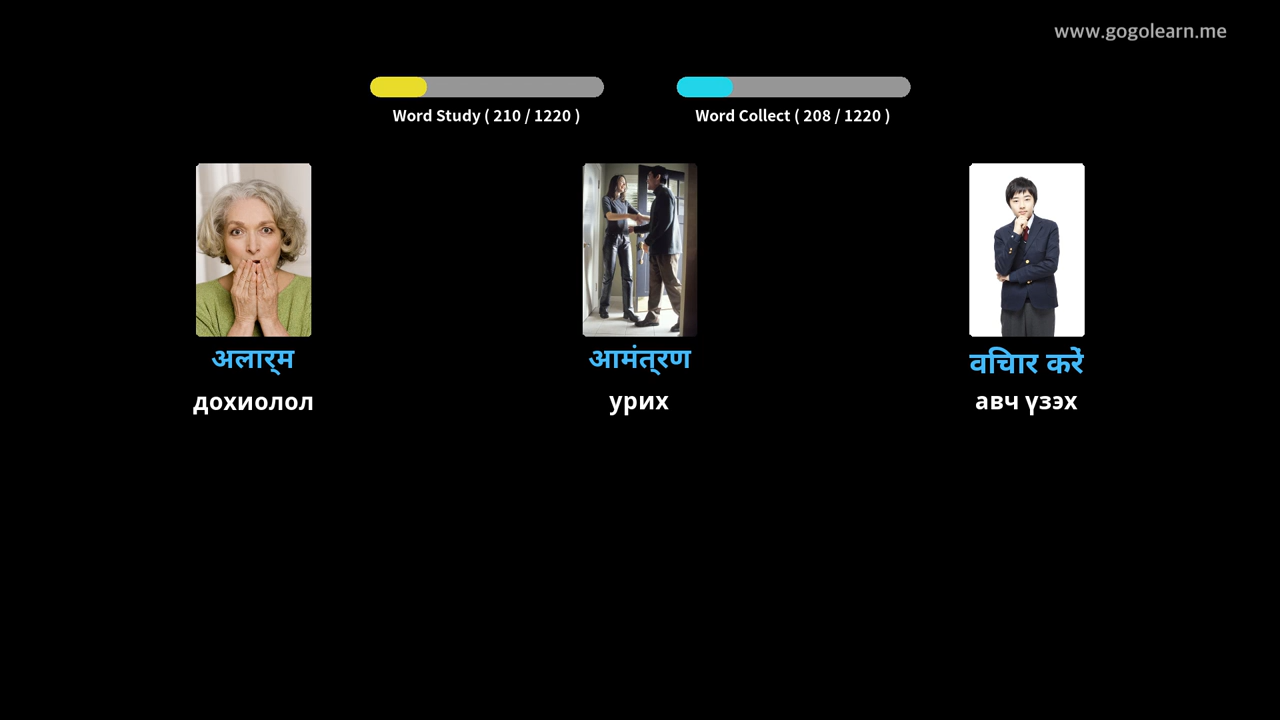 www.gogolearn.me
Word Study ( 210 / 1220 )
Word Collect ( 208 / 1220 )
अलार्म
आमंत्रण
विचार करें
дохиолол
урих
авч үзэх